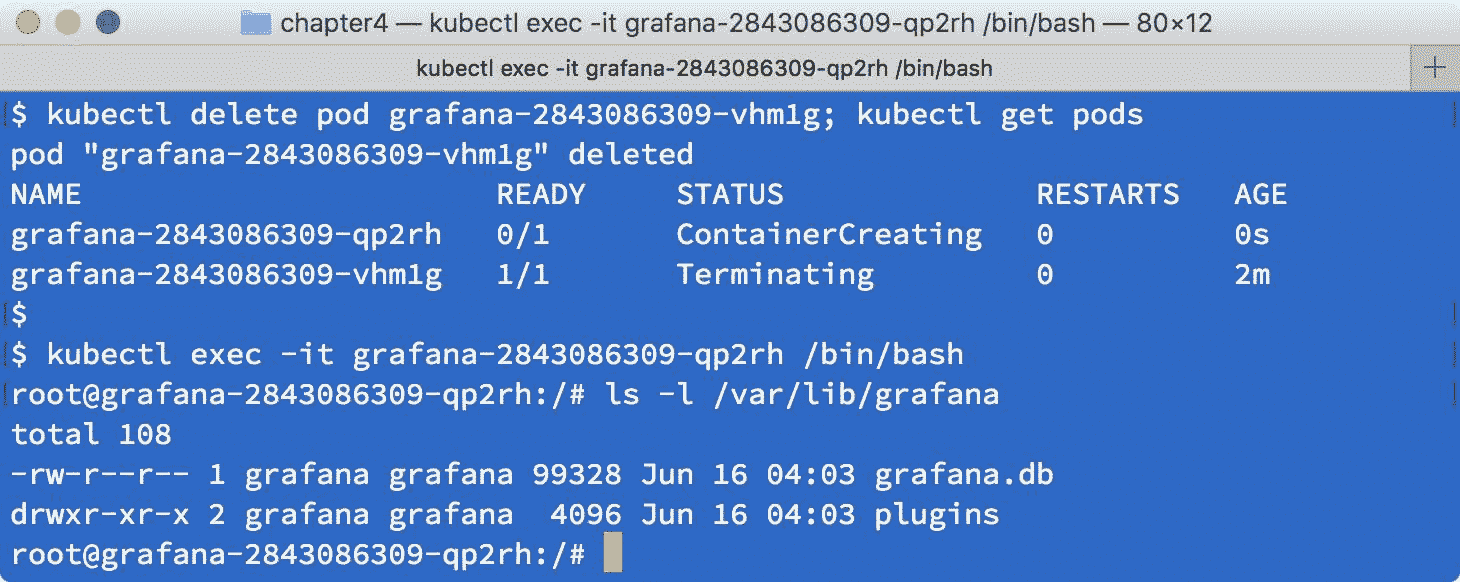 chapter4 — kubectl exec -it grafana-2843086309-qp2rh /bin/bash — 80×12
kubectl exec -it grafana-2843086309-qp2rh /bin/bash
$ kubectl delete pod grafana-2843086309-vhm1g; kubectl get pods
pod "grafana-2843086309-vhm1g" deleted
NAME READY STATUS RESTARTS AGE
grafana-2843086309-qp2rh 0/1 ContainerCreating 0 0s
grafana-2843086309-vhm1g 1/1 Terminating 0 2m
$
$ kubectl exec -it grafana-2843086309-qp2rh /bin/bash
root@grafana-2843086309-qp2rh:/# ls -l /var/lib/grafana
total 108
-rw-r--r-- 1 grafana grafana 99328 Jun 16 04:03 grafana.db
drwxr-xr-x 2 grafana grafana  4096 Jun 16 04:03 plugins
root@grafana-2843086309-qp2rh:/#